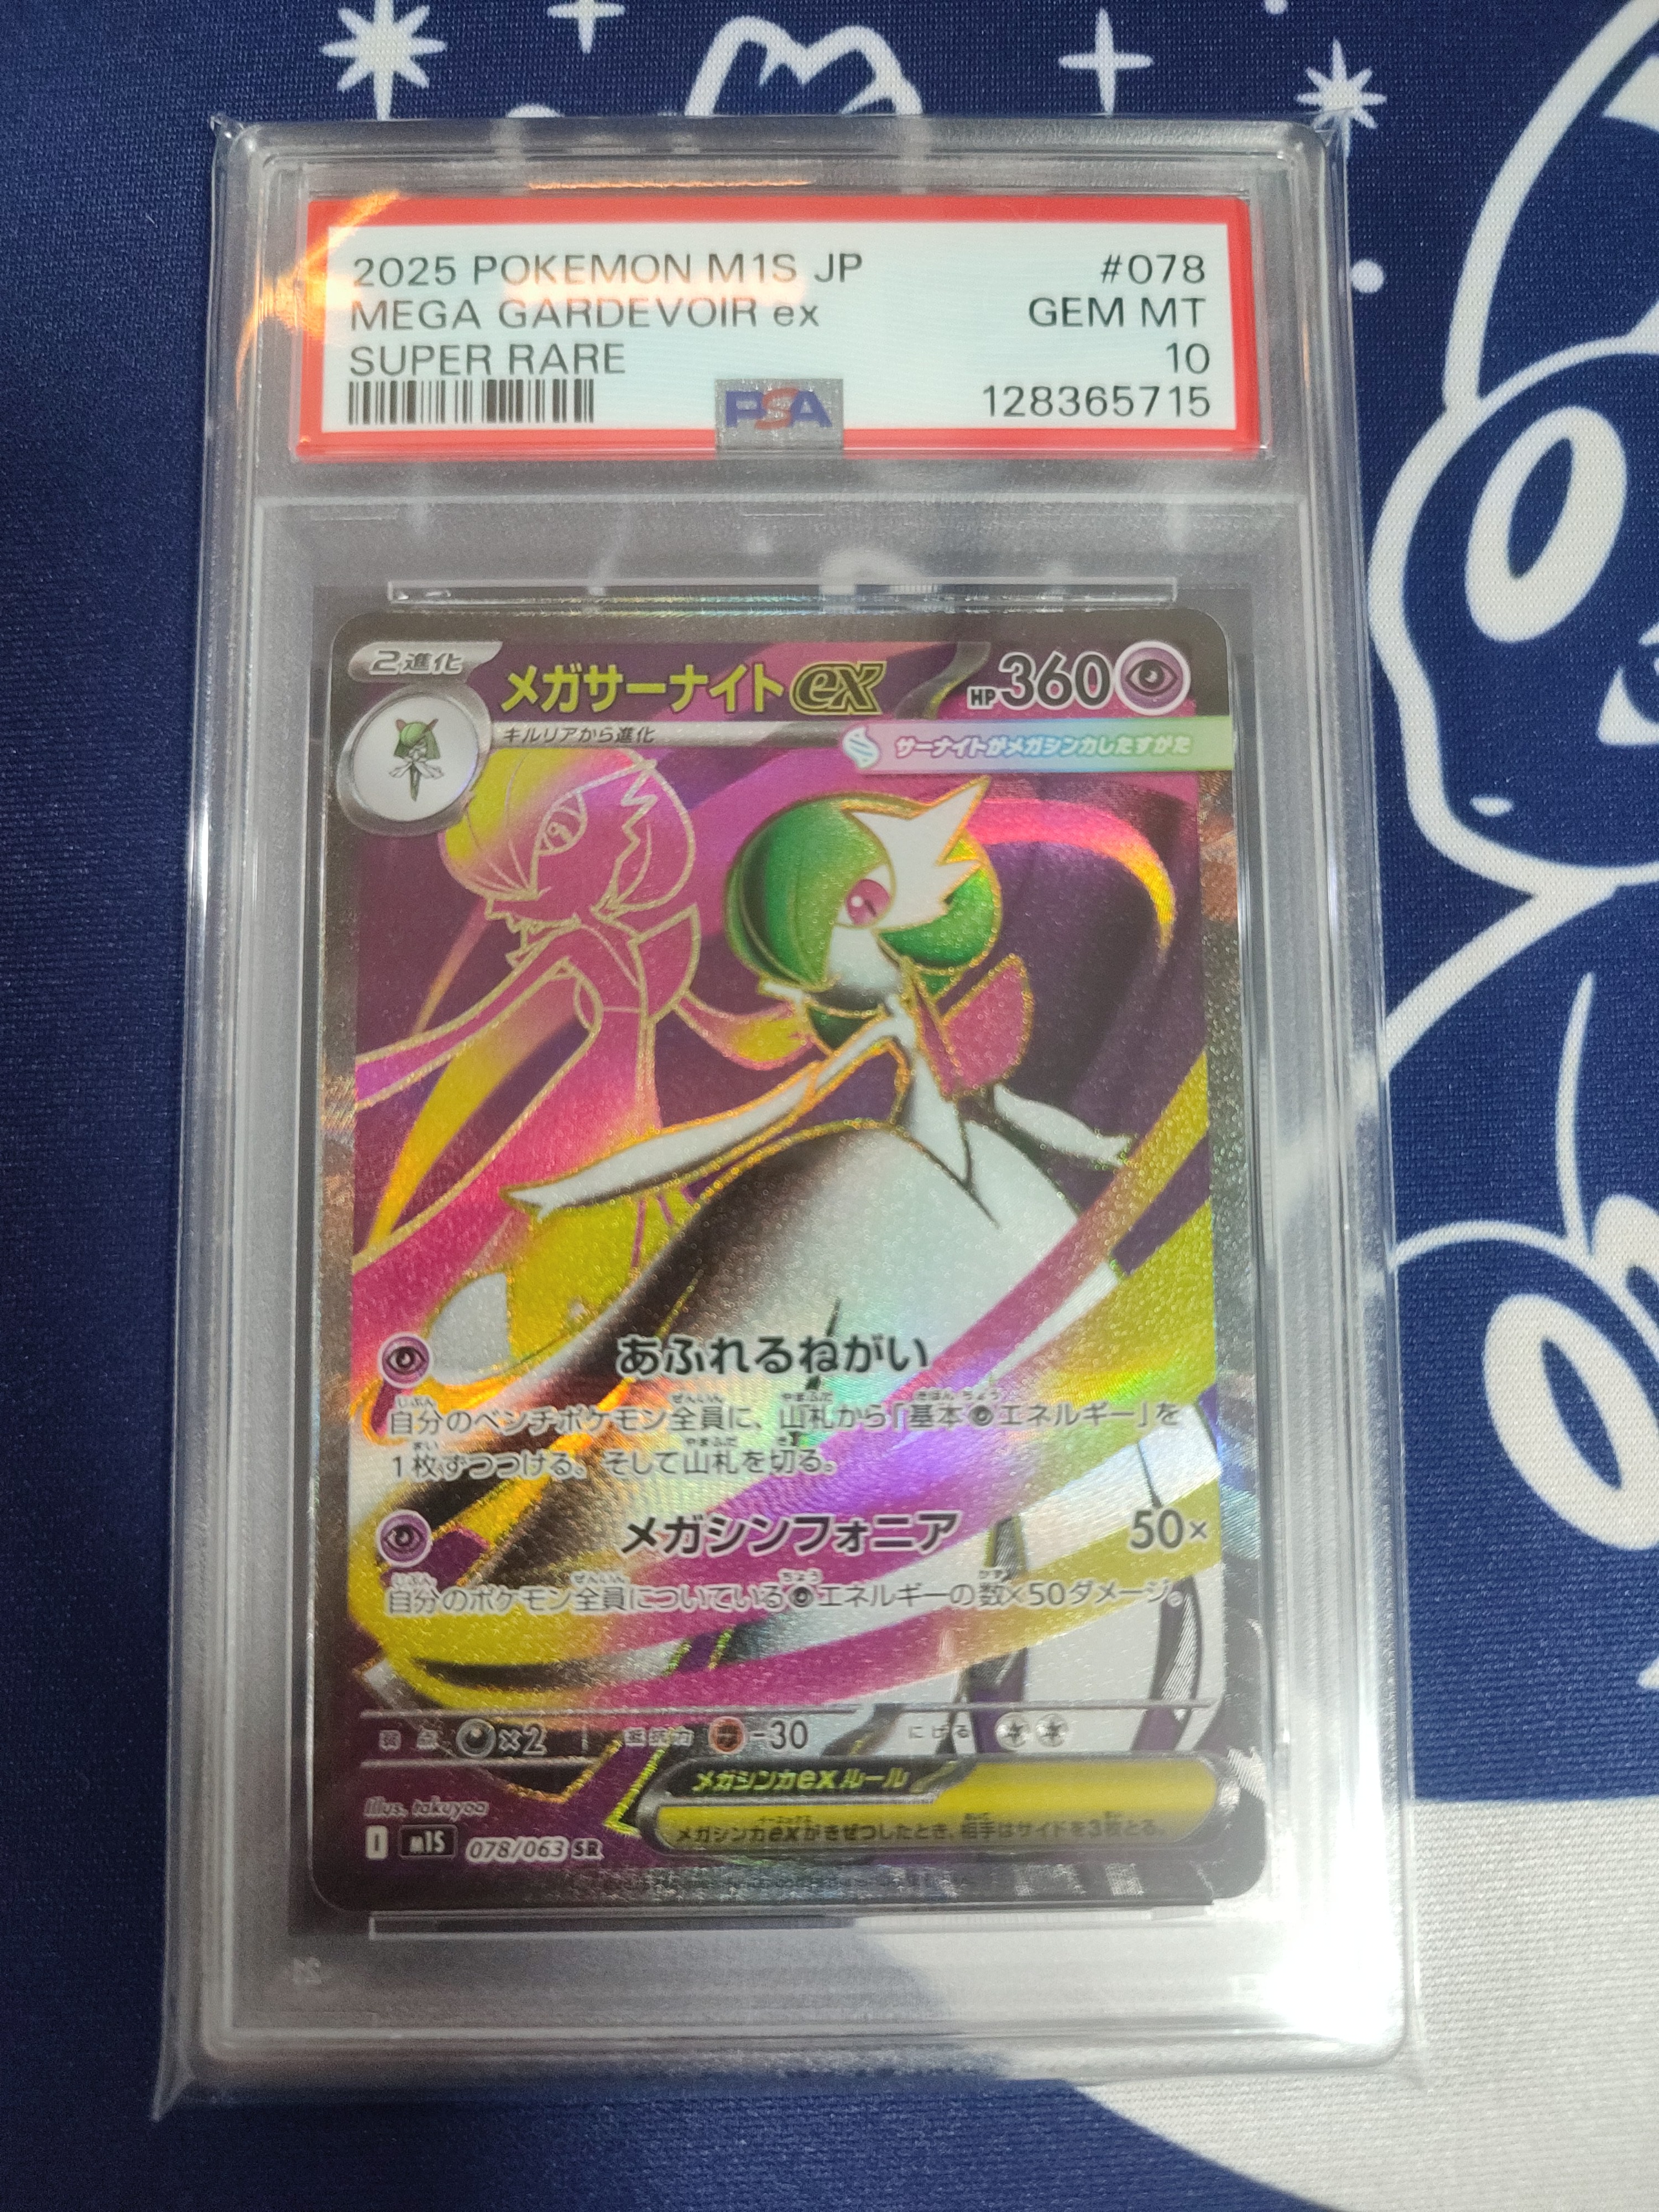 2025 POKEMON M1S JP #078
MEGA GARDEVOIR ex GEM MT
SUPER RARE 10
PSA 128365715
2進化 メガサーナイトex HP360
キルリアから進化
サーナイトがメガシンカしたすがた
あふれるねがい
自分のベンチポケモン全員に、山札から「基本エネルギー」を
1枚ずつつける。そして山札を切る。
メガシンフォニア 50×
自分のポケモン全員についているエネルギーの数×50ダメージ。
弱点 ×2 抵抗力 -30 にげる
メガシンカexルール
メガシンカexがきぜつしたとき、相手はサイドを3枚とる。
Illus. takuyoa
I m1S 078/063 SR